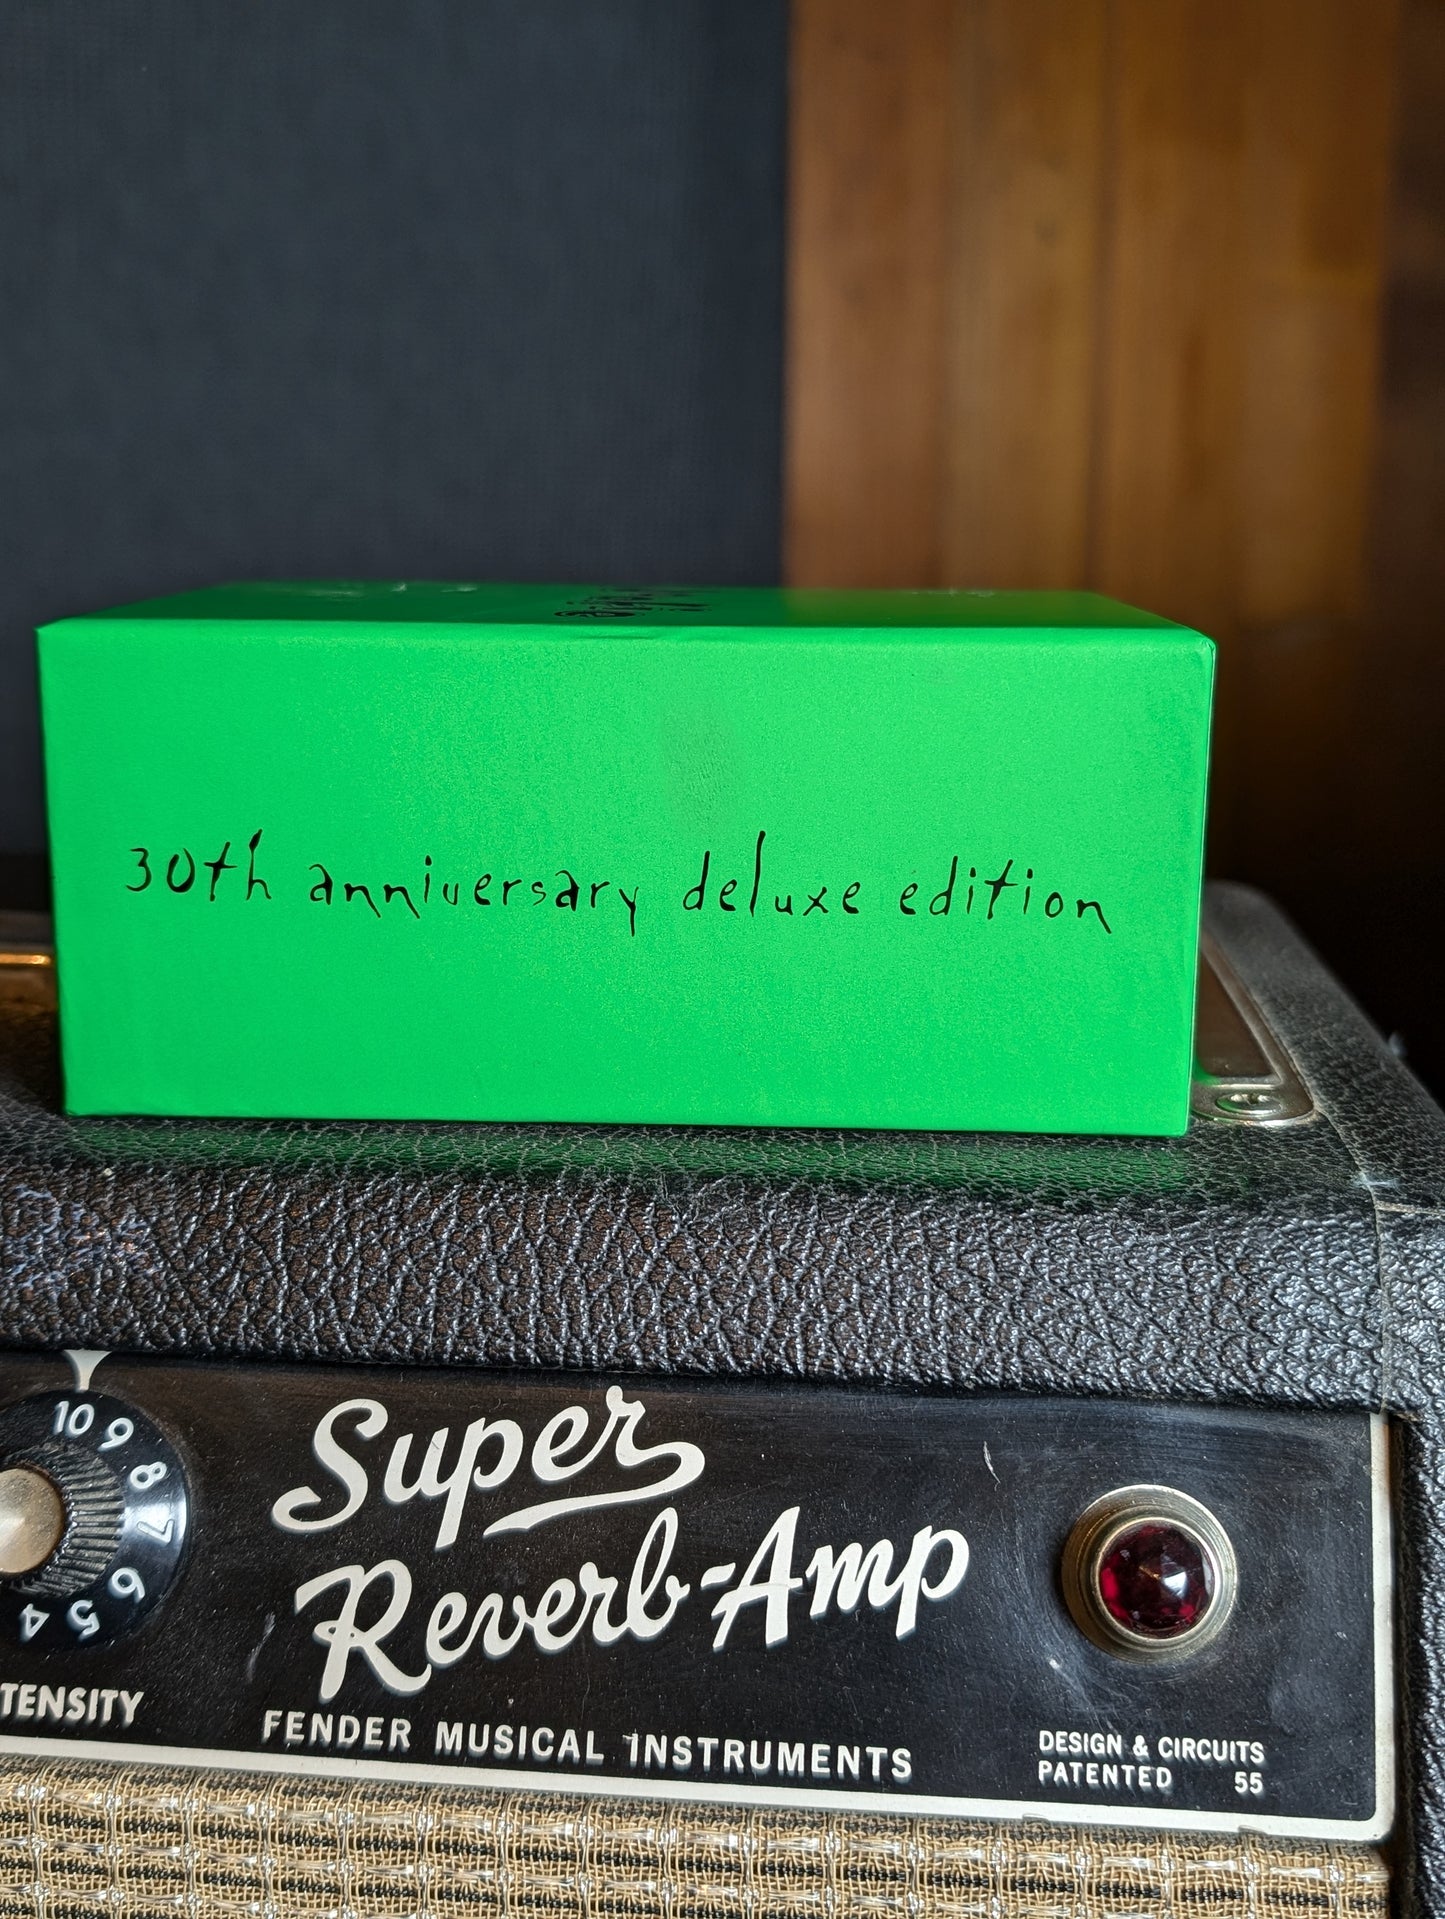 30th anniversary deluxe edition
10 9 8 7 6 5 4
TENSITY
Super
Reverb-Amp
FENDER MUSICAL INSTRUMENTS
DESIGN & CIRCUITS
PATENTED 55